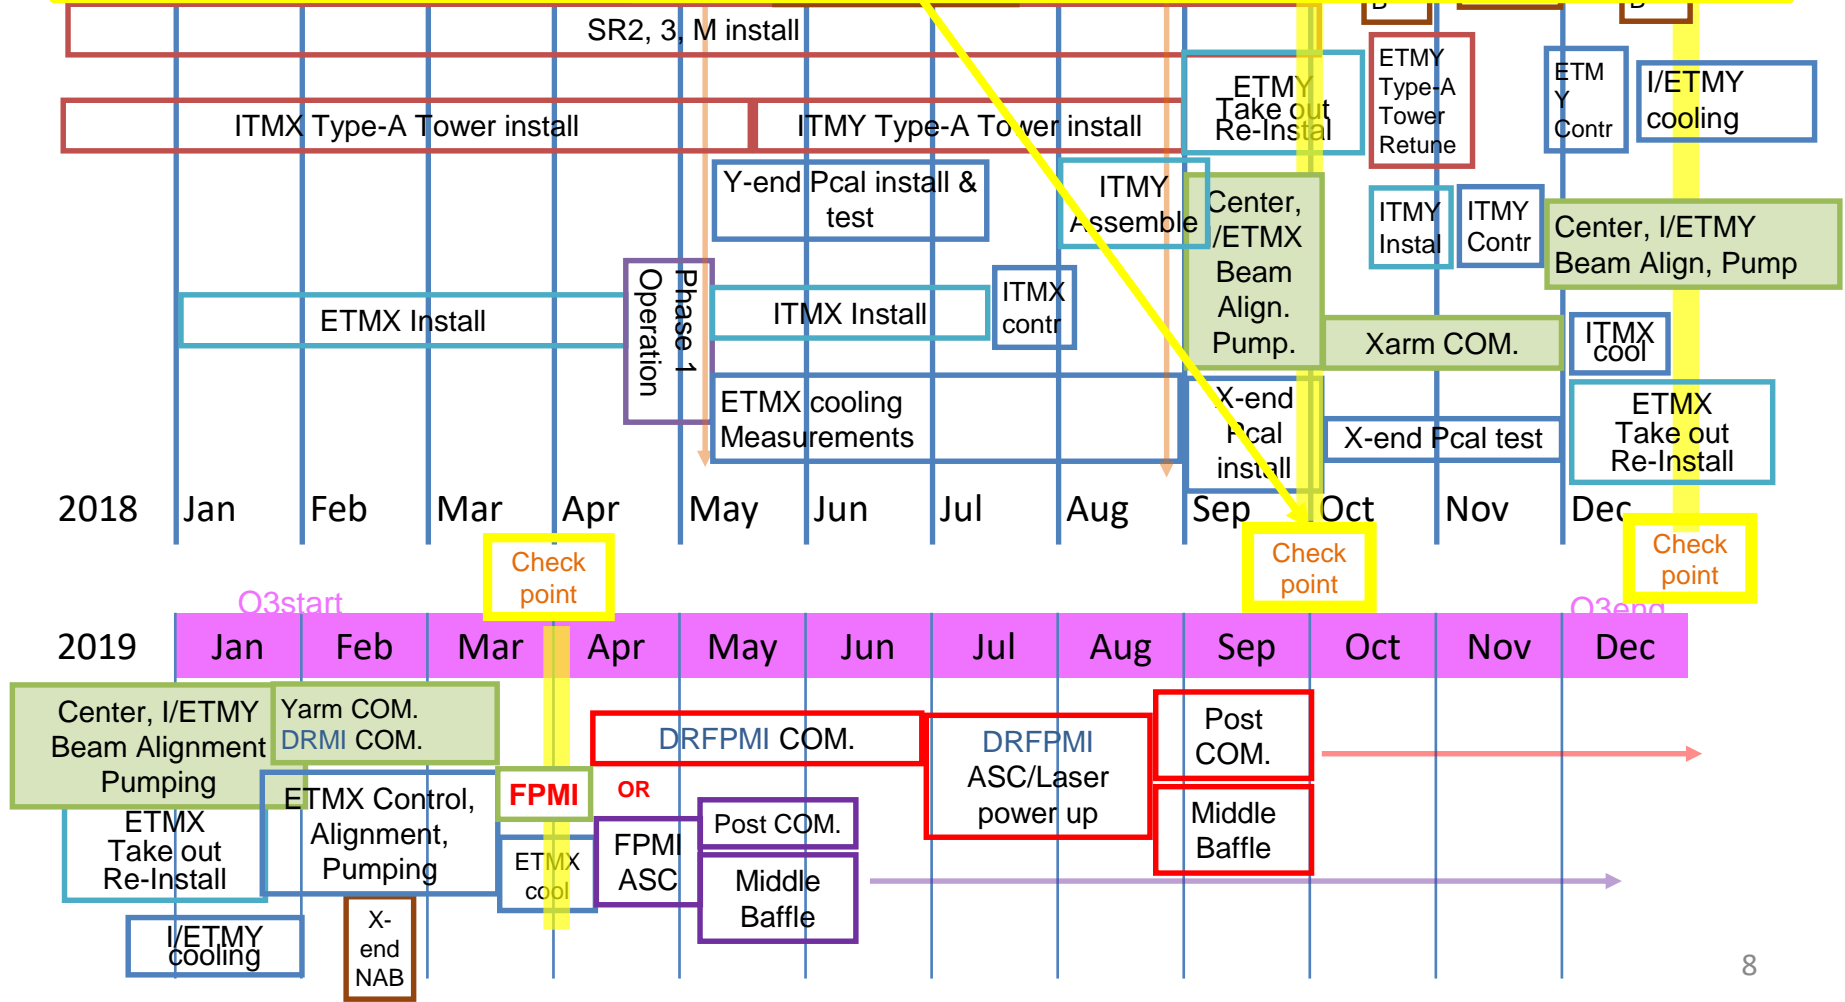 B
B
SR2, 3, M install
ETMY
Take out
Re-Instal
ETMY
Type-A
Tower
Retune
ETM
Y
Contr
I/ETMY
cooling
ITMX Type-A Tower install
ITMY Type-A Tower install
Y-end Pcal install &
test
ITMY
Assemble
Center,
I/ETMX
Beam
Align.
Pump.
ITMY
Instal
ITMY
Contr
Center, I/ETMY
Beam Align, Pump
Phase 1
Operation
ETMX Install
ITMX Install
ITMX
contr
Xarm COM.
ITMX
cool
ETMX cooling
Measurements
X-end
Pcal
install
X-end Pcal test
ETMX
Take out
Re-Install
2018 Jan Feb Mar Apr May Jun Jul Aug Sep Oct Nov Dec
Check
point
Check
point
Check
point
O3start
O3end
2019 Jan Feb Mar Apr May Jun Jul Aug Sep Oct Nov Dec
Center, I/ETMY
Beam Alignment
Pumping
Yarm COM.
DRMI COM.
DRFPMI COM.
DRFPMI
ASC/Laser
power up
Post
COM.
FPMI
OR
ETMX
Take out
Re-Install
ETMX Control,
Alignment,
Pumping
ETMX
cool
FPMI
ASC
Post COM.
Middle
Baffle
Middle
Baffle
I/ETMY
cooling
X-
end
NAB
8